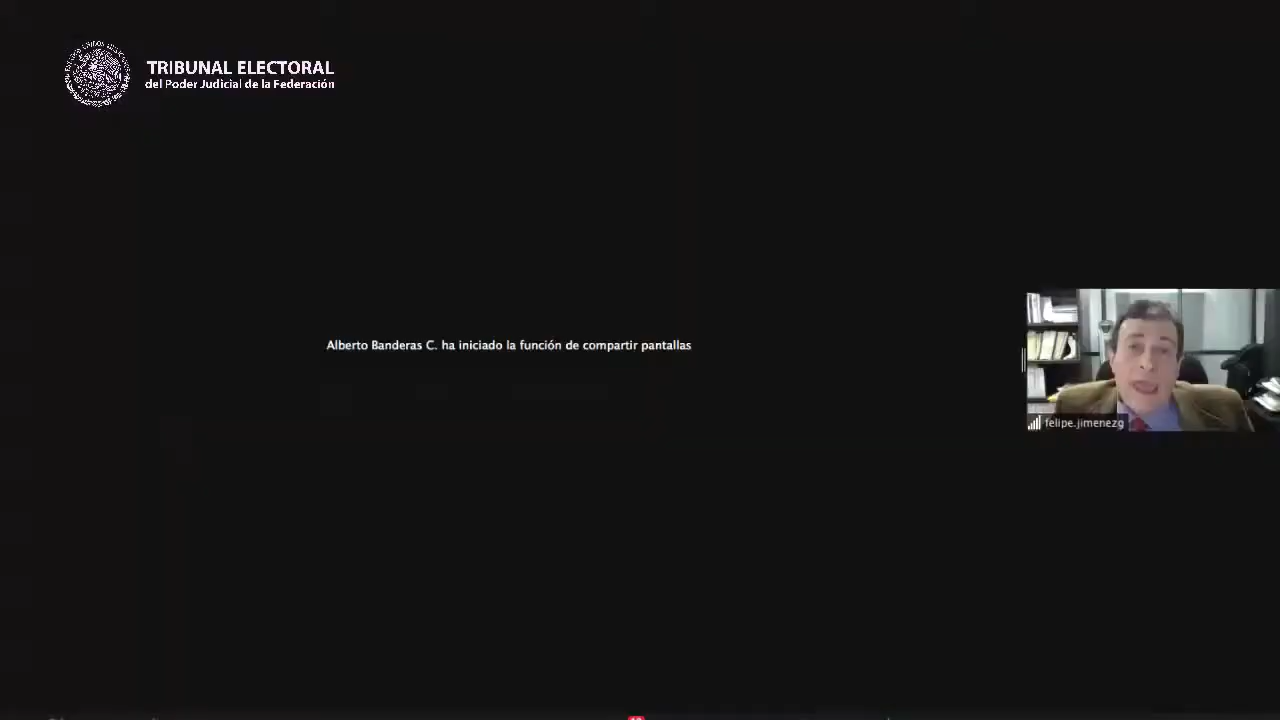 TRIBUNAL ELECTORAL
del Poder Judicial de la Federación
Alberto Banderas C. ha iniciado la función de compartir pantallas
felipe.jimenezg